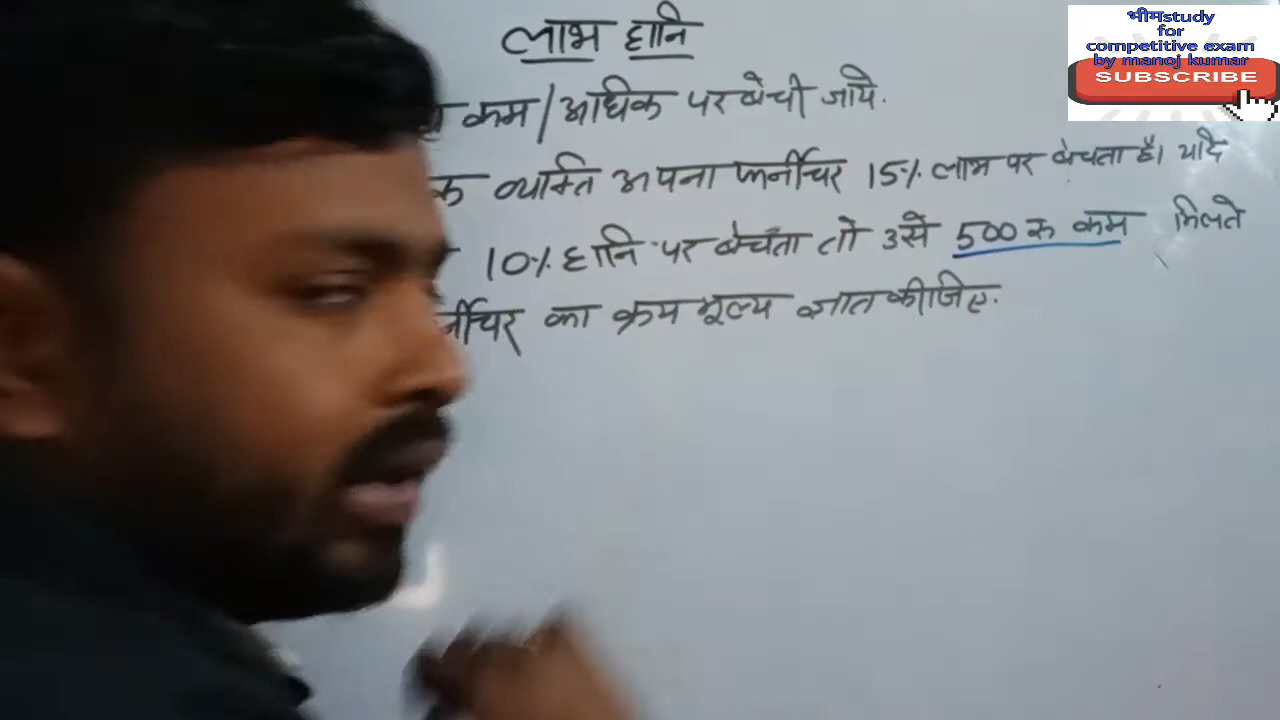 लाभ हानि
कम/अधिक पर बेची जाये.
व्यक्ति अपना फर्नीचर 15% लाभ पर बेचता है। यदि
10% हानि पर बेचता तो उसे 500 रु कम मिलते
र्नीचर का क्रय मूल्य ज्ञात कीजिए.
भीमstudy
for
competitive exam
by manoj kumar
SUBSCRIBE